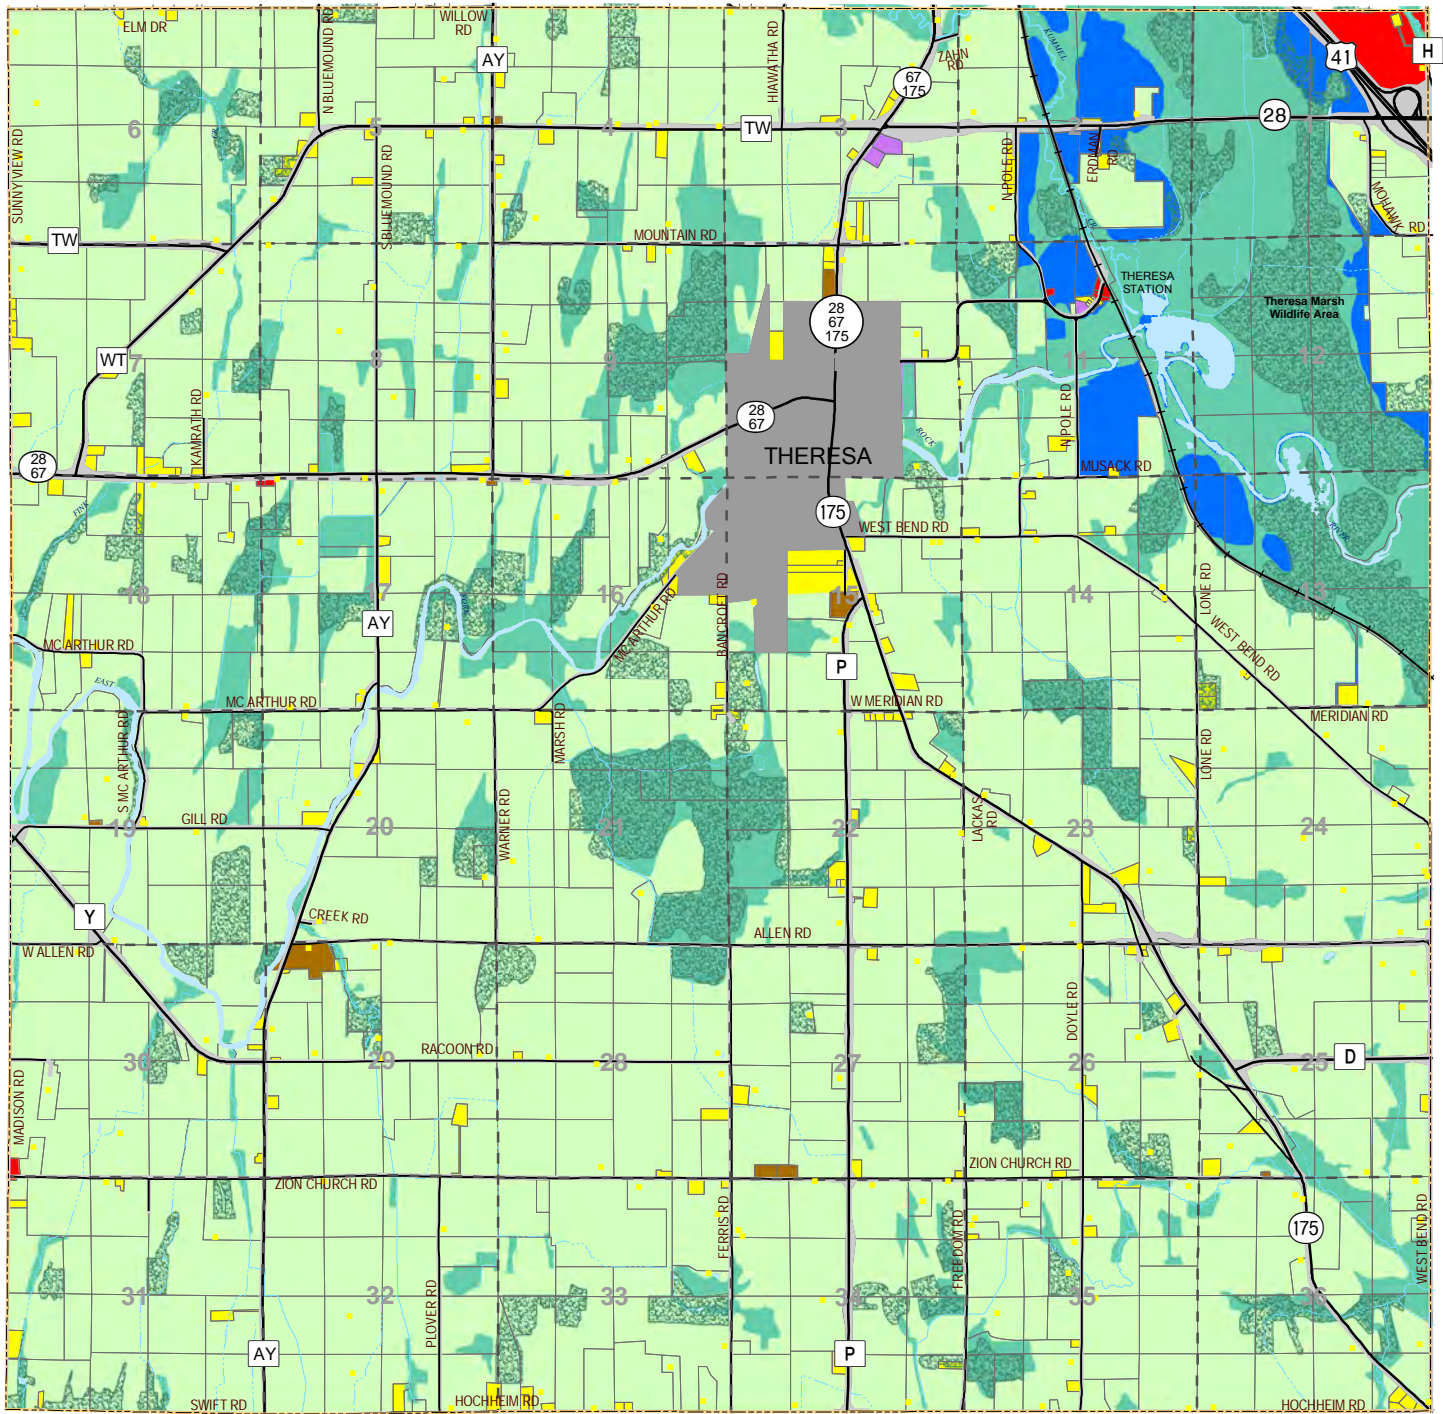 ELM DR
N BLUEMOUND RD
WILLOW
RD
AY
HIAWATHA RD
ZAHN
RD
67
175
KUMMEL
41
H
SUNNYVIEW RD
6
CR.
5
S BLUEMOUND RD
4
TW
3
N POLE RD
2
ERDMAN
RD
28
1
MOHAWK
RD
TW
MOUNTAIN RD
CR.
THERESA
STATION
Theresa Marsh
Wildlife Area
28
67
175
WT
7
8
9
11
12
KAMRATH RD
28
67
N POLE RD
ROCK
28
67
THERESA
MUSACK RD
FINK
175
WEST BEND RD
RIVER
18
17
16
BANCROFT RD
15
14
LONE RD
13
AY
MC ARTHUR RD
MC ARTHUR RD
P
WEST BEND RD
EAST
S MC ARTHUR RD
MC ARTHUR RD
MARSH RD
W MERIDIAN RD
MERIDIAN RD
LONE RD
19
GILL RD
20
WARNER RD
21
22
LACKAS
RD
23
24
Y
CREEK RD
W ALLEN RD
ALLEN RD
DOYLE RD
30
29
RACOON RD
28
27
26
25
D
MADISON RD
ZION CHURCH RD
ZION CHURCH RD
FERRIS RD
FREEDOM RD
175
WEST BEND RD
31
32
PLOVER RD
33
34
35
36
AY
P
SWIFT RD
HOCHHEIM RD
HOCHHEIM RD